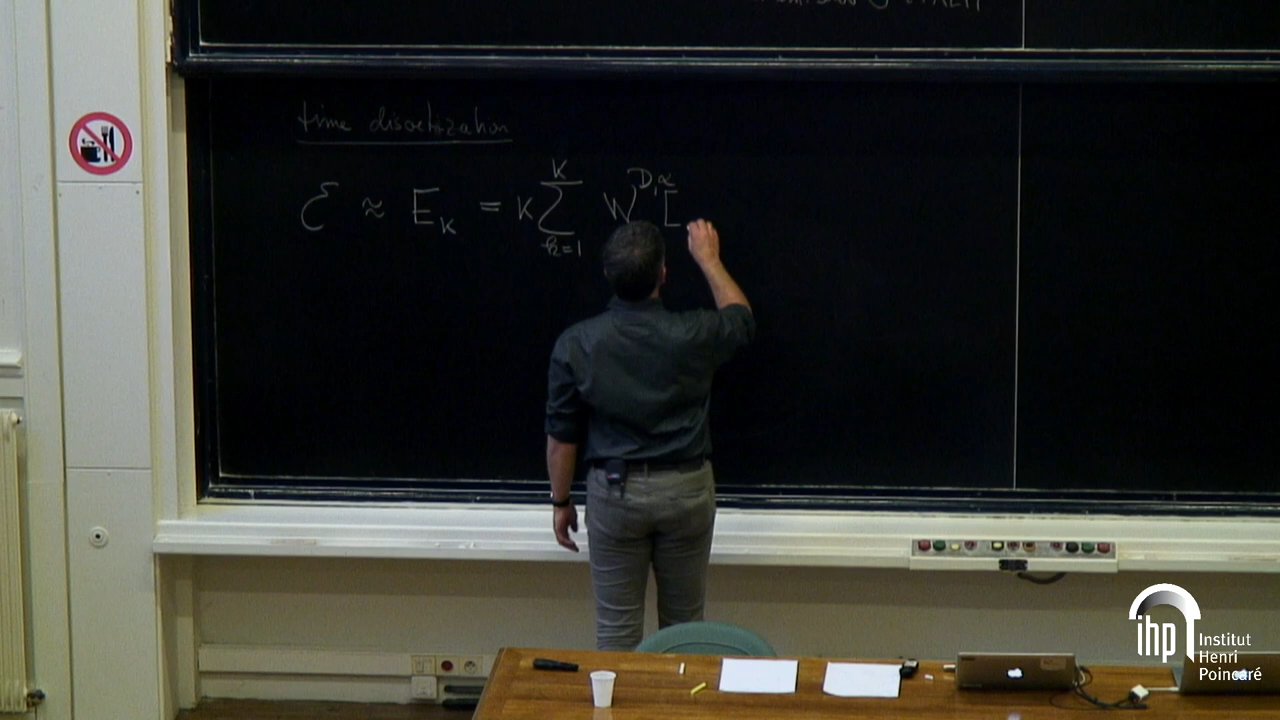 time discretization
ℰ ≈ E_K = K ∑_{k=1}^{K} W^{D,α} [
ihp Institut
Henri
Poincaré